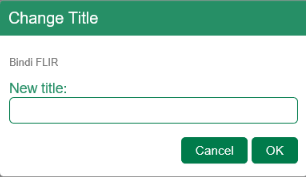 Change Title
Bindi FLIR
New title:
Cancel OK